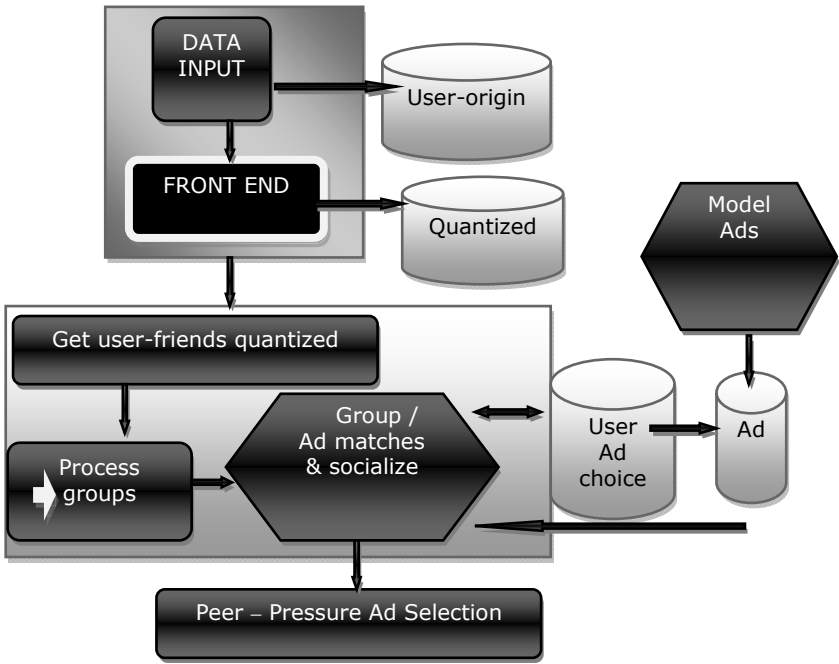 DATA
INPUT
User-origin
FRONT END
Quantized
Model
Ads
Get user-friends quantized
Group /
Ad matches
& socialize
User
Ad
choice
Ad
Process
groups
Peer – Pressure Ad Selection